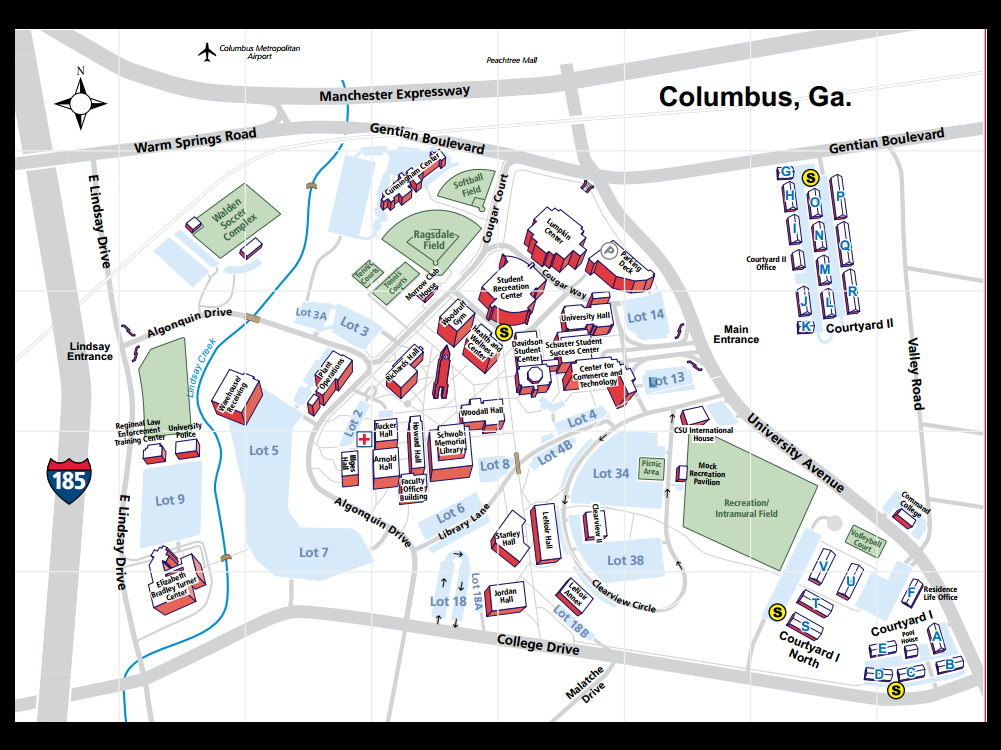 Columbus Metropolitan
Airport
Peachtree Mall
N
Manchester Expressway
Columbus, Ga.
Warm Springs Road
Gentian Boulevard
Gentian Boulevard
E Lindsay Drive
Cunningham Center
Softball
Field
Cougar Court
Walden
Soccer
Complex
Ragsdale
Field
Lumpkin
Center
P
Parking
Deck
Tennis
Courts
Tennis
Courts
Morrow Club
House
Student
Recreation
Center
Cougar Way
G
S
H
O
P
I
N
Q
Courtyard II
Office
M
J
L
R
K
Courtyard II
Algonquin Drive
Lindsay
Entrance
Lindsay Creek
Lot 3A
Lot 3
Woodruff
Gym
Health and
Wellness
Center
S
University Hall
Lot 14
Main
Entrance
Valley Road
Davidson
Student
Center
Schuster Student
Success Center
Center for
Commerce and
Technology
Lot 13
Plant
Operations
Richards Hall
Warehouse/
Receiving
Lot 2
Tucker
Hall
Howard Hall
Woodall Hall
Schwob
Memorial
Library
Lot 4
Lot 4B
CSU International
House
University Avenue
Regional Law
Enforcement
Training Center
University
Police
Lot 5
Illges
Hall
Arnold
Hall
Faculty
Office
Building
Lot 8
Lot 34
Picnic
Area
Mock
Recreation
Pavilion
185
Recreation/
Intramural Field
Lot 9
E Lindsay Drive
Algonquin Drive
Lot 6
Library Lane
Stanley
Hall
LeNoir Hall
Clearview II
Command
College
Volleyball
Court
Lot 7
Lot 38
Elizabeth
Bradley Turner
Center
Lot 18
Lot 18A
Jordan
Hall
LeNoir
Annex
Clearview Circle
Lot 18B
V
U
T
S
F
Residence
Life Office
S
Courtyard I
North
Courtyard I
Pool
House
A
E
B
D
C
S
College Drive
Malatche
Drive